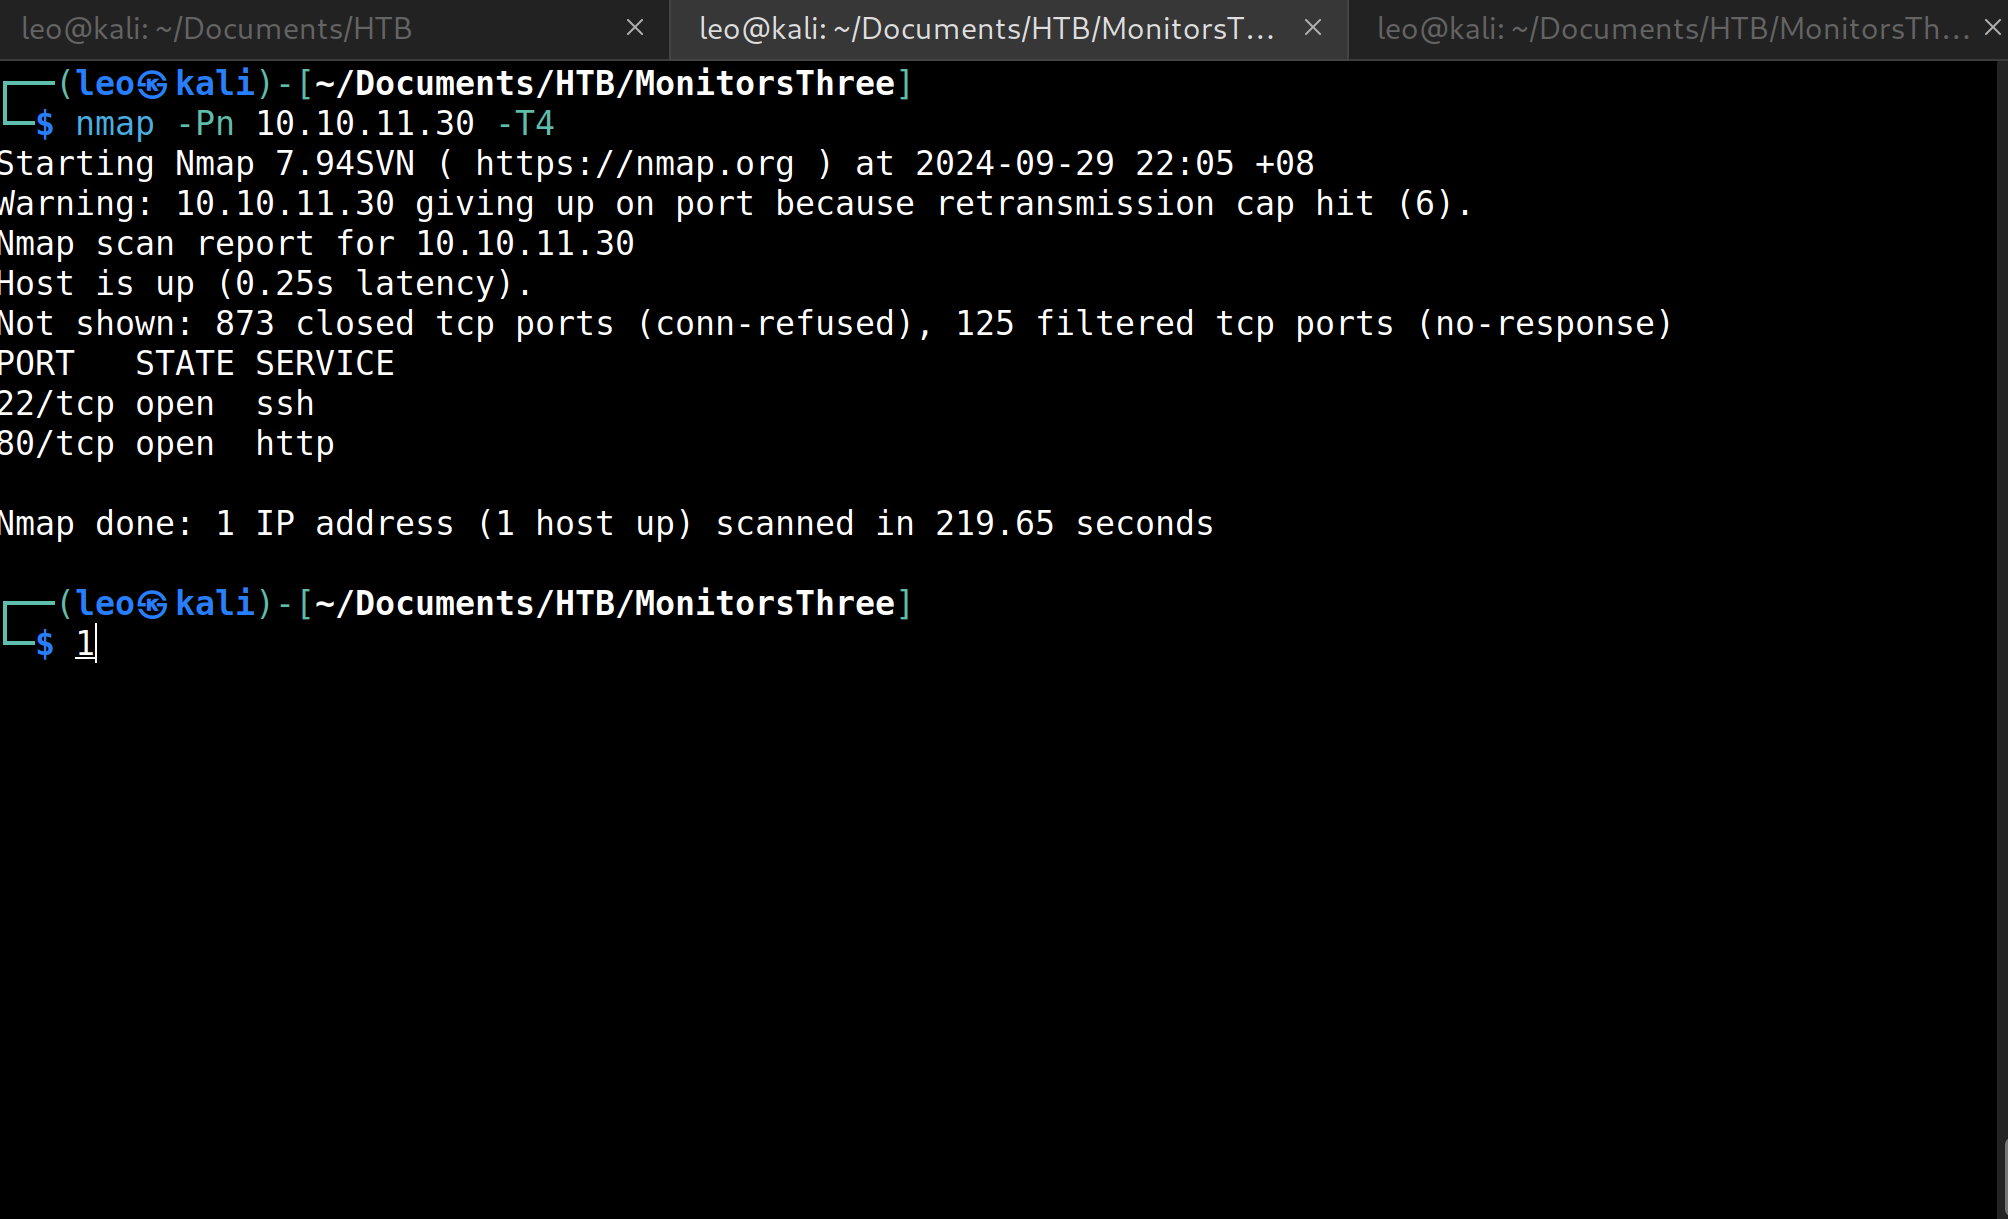 leo@kali: ~/Documents/HTB
leo@kali: ~/Documents/HTB/MonitorsT...
leo@kali: ~/Documents/HTB/MonitorsTh...
(leo㉿kali)-[~/Documents/HTB/MonitorsThree]
$ nmap -Pn 10.10.11.30 -T4
Starting Nmap 7.94SVN ( https://nmap.org ) at 2024-09-29 22:05 +08
Warning: 10.10.11.30 giving up on port because retransmission cap hit (6).
Nmap scan report for 10.10.11.30
Host is up (0.25s latency).
Not shown: 873 closed tcp ports (conn-refused), 125 filtered tcp ports (no-response)
PORT   STATE SERVICE
22/tcp open  ssh
80/tcp open  http
Nmap done: 1 IP address (1 host up) scanned in 219.65 seconds
(leo㉿kali)-[~/Documents/HTB/MonitorsThree]
$ 1